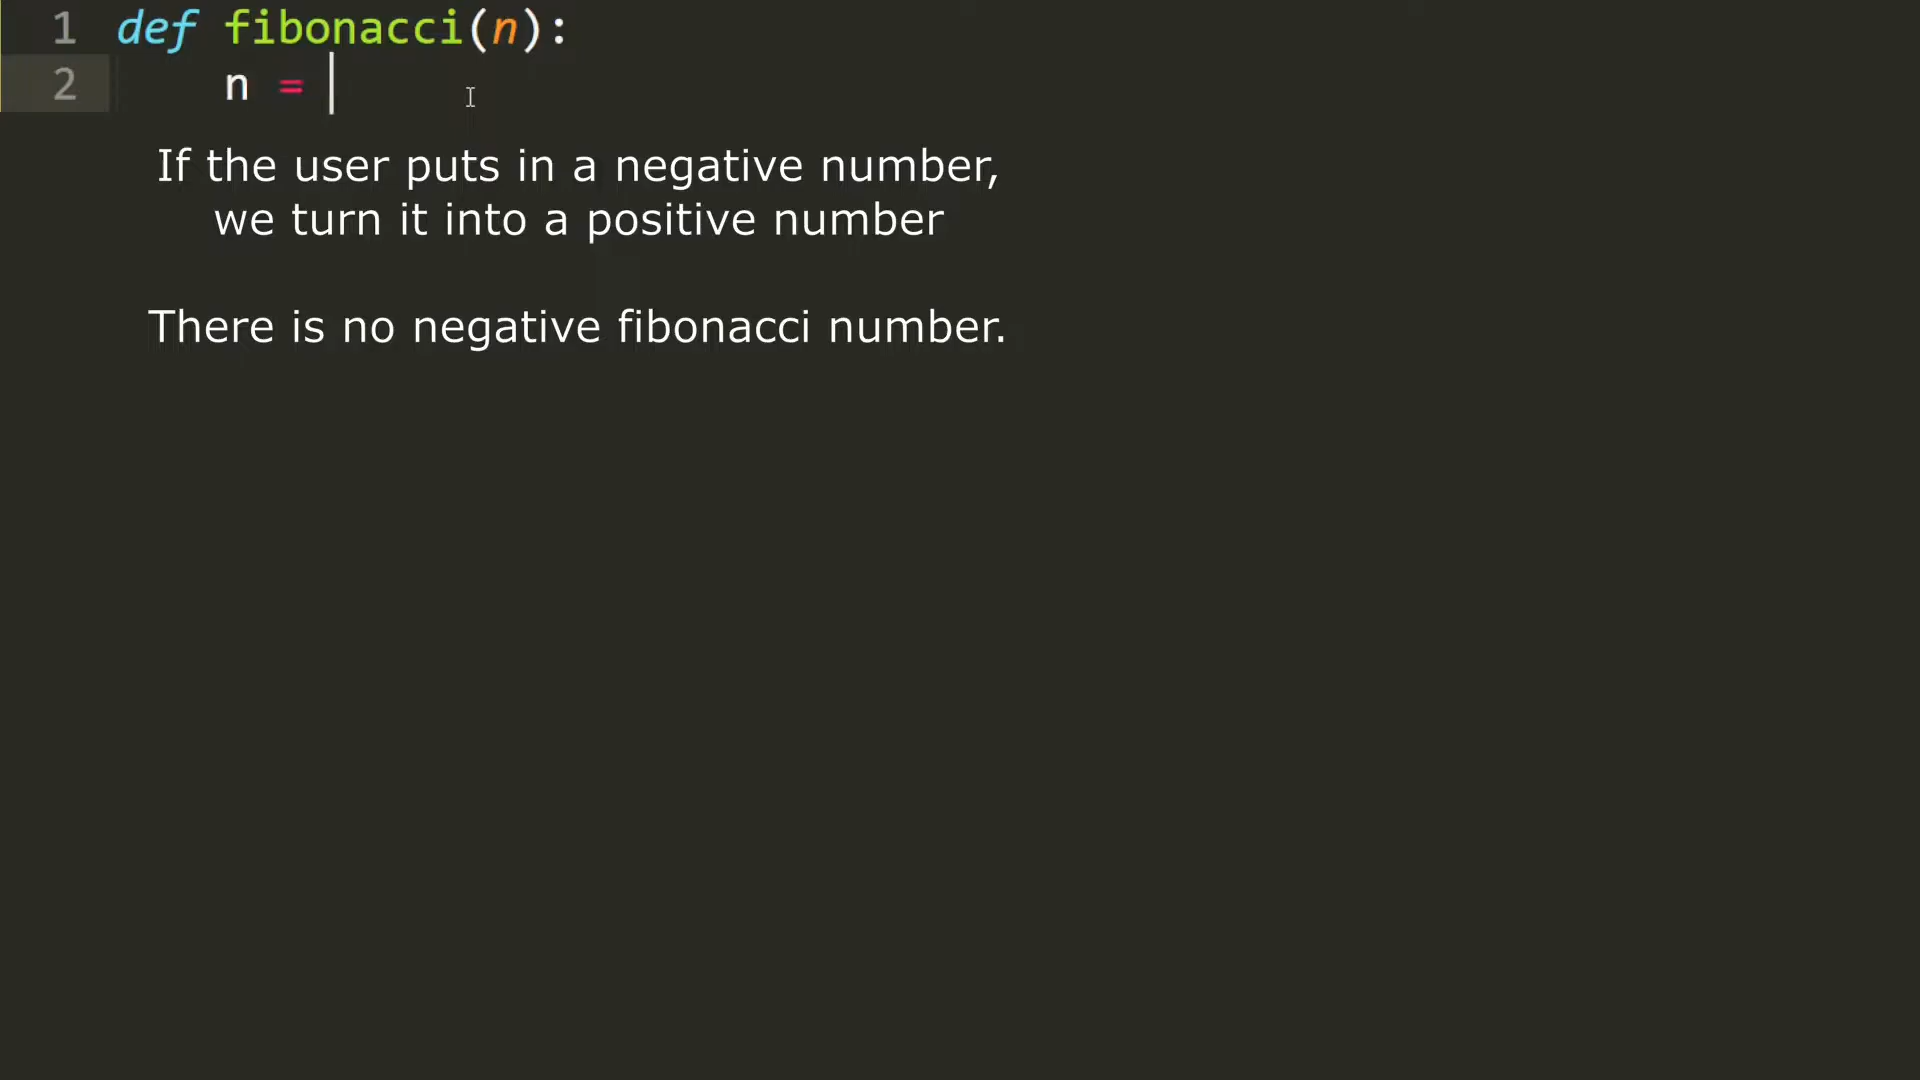 1 def fibonacci(n):
2 n =
If the user puts in a negative number,
we turn it into a positive number
There is no negative fibonacci number.